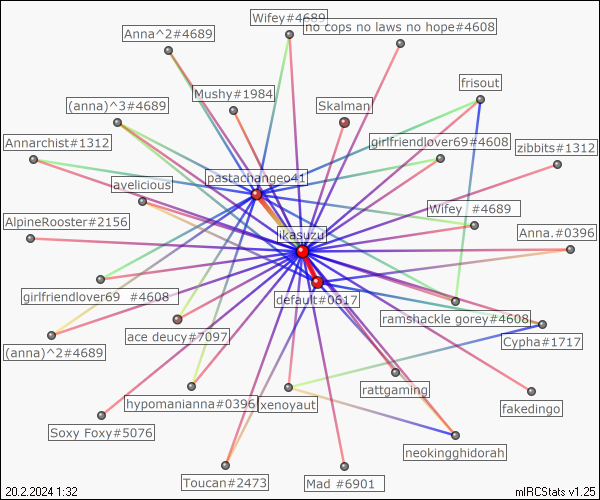 Wifey#4689
no cops no laws no hope#4608
Anna^2#4689
frisout
Mushy#1984
(anna)^3#4689
Skalman
Annarchist#1312
girlfriendlover69#4608
zibbits#1312
pastachangeo41
avelicious
AlpineRooster#2156
Wifey_#4689
ikasuzu
Anna.#0396
girlfriendlover69_#4608
default#0617
ramshackle gorey#4608
ace deucy#7097
Cypha#1717
(anna)^2#4689
rattgaming
hypomanianna#0396
xenoyaut
fakedingo
Soxy Foxy#5076
neokingghidorah
Toucan#2473
Mad_#6901
20.2.2024 1:32
mIRCStats v1.25